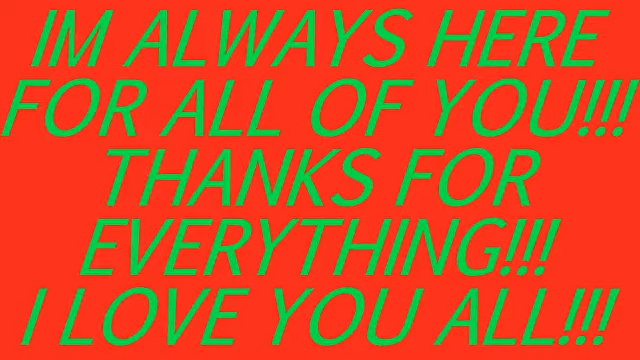 IM ALWAYS HERE
FOR ALL OF YOU!!!
THANKS FOR
EVERYTHING!!!
I LOVE YOU ALL!!!